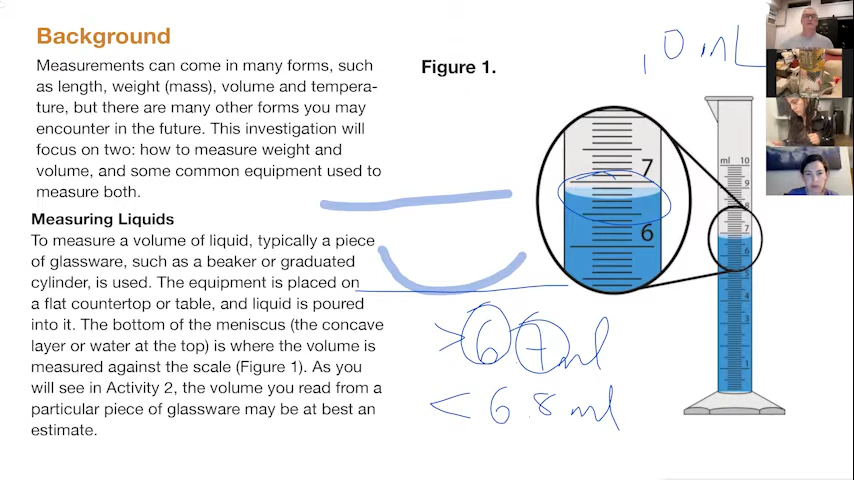 Background
Measurements can come in many forms, such
as length, weight (mass), volume and tempera-
ture, but there are many other forms you may
encounter in the future. This investigation will
focus on two: how to measure weight and
volume, and some common equipment used to
measure both.
Measuring Liquids
To measure a volume of liquid, typically a piece
of glassware, such as a beaker or graduated
cylinder, is used. The equipment is placed on
a flat countertop or table, and liquid is poured
into it. The bottom of the meniscus (the concave
layer or water at the top) is where the volume is
measured against the scale (Figure 1). As you
will see in Activity 2, the volume you read from a
particular piece of glassware may be at best an
estimate.
Figure 1.
.0 mL
7
6
ml 10
9
8
7
6
5
4
3
2
1
> 6.7 ml
< 6.8 ml